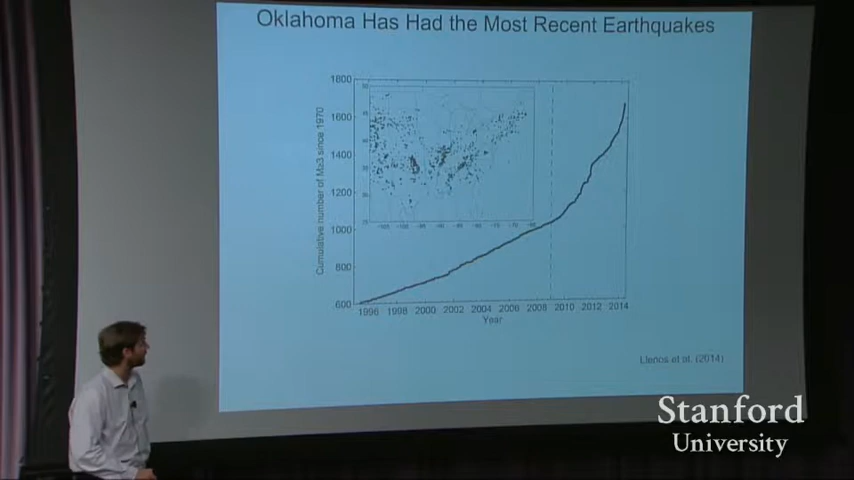 Oklahoma Has Had the Most Recent Earthquakes
Cumulative number of M≥3 since 1970
1800
1600
1400
1200
1000
800
600
1996 1998 2000 2002 2004 2006 2008 2010 2012 2014
Year
Llenos et al. (2014)
Stanford
University